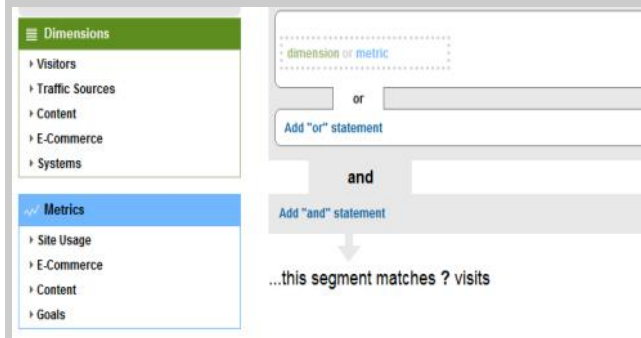 Dimensions
Visitors
Traffic Sources
Content
E-Commerce
Systems
Metrics
Site Usage
E-Commerce
Content
Goals
dimension or metric
or
Add "or" statement
and
Add "and" statement
...this segment matches ? visits